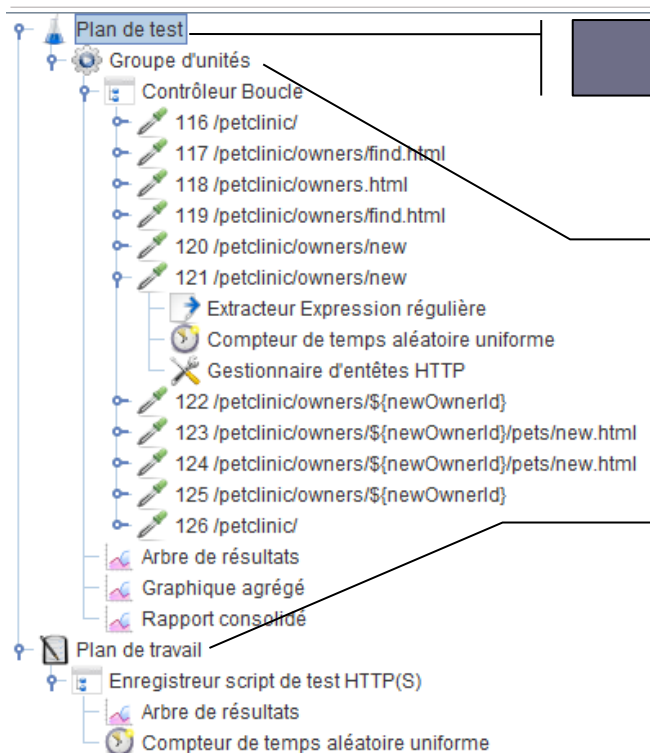 Plan de test
Groupe d'unités
Contrôleur Boucle
116 /petclinic/
117 /petclinic/owners/find.html
118 /petclinic/owners.html
119 /petclinic/owners/find.html
120 /petclinic/owners/new
121 /petclinic/owners/new
Extracteur Expression régulière
Compteur de temps aléatoire uniforme
Gestionnaire d'entêtes HTTP
122 /petclinic/owners/${newOwnerId}
123 /petclinic/owners/${newOwnerId}/pets/new.html
124 /petclinic/owners/${newOwnerId}/pets/new.html
125 /petclinic/owners/${newOwnerId}
126 /petclinic/
Arbre de résultats
Graphique agrégé
Rapport consolidé
Plan de travail
Enregistreur script de test HTTP(S)
Arbre de résultats
Compteur de temps aléatoire uniforme